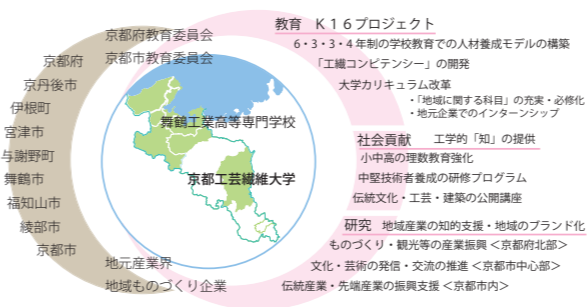 京都府教育委員会
京都市教育委員会
京都府
京丹後市
伊根町
宮津市
与謝野町
舞鶴市
福知山市
綾部市
京都市
地元産業界
地域ものづくり企業
舞鶴工業高等専門学校
京都工芸繊維大学
教育 K16プロジェクト
6・3・3・4年制の学校教育での人材養成モデルの構築
「工繊コンピテンシー」の開発
大学カリキュラム改革
・「地域に関する科目」の充実・必修化
・地元企業でのインターンシップ
社会貢献 工学的「知」の提供
小中高の理数教育強化
中堅技術者養成の研修プログラム
伝統文化・工芸・建築の公開講座
研究 地域産業の知的支援・地域のブランド化
ものづくり・観光等の産業振興＜京都府北部＞
文化・芸術の発信・交流の推進＜京都市中心部＞
伝統産業・先端産業の振興支援＜京都市内＞